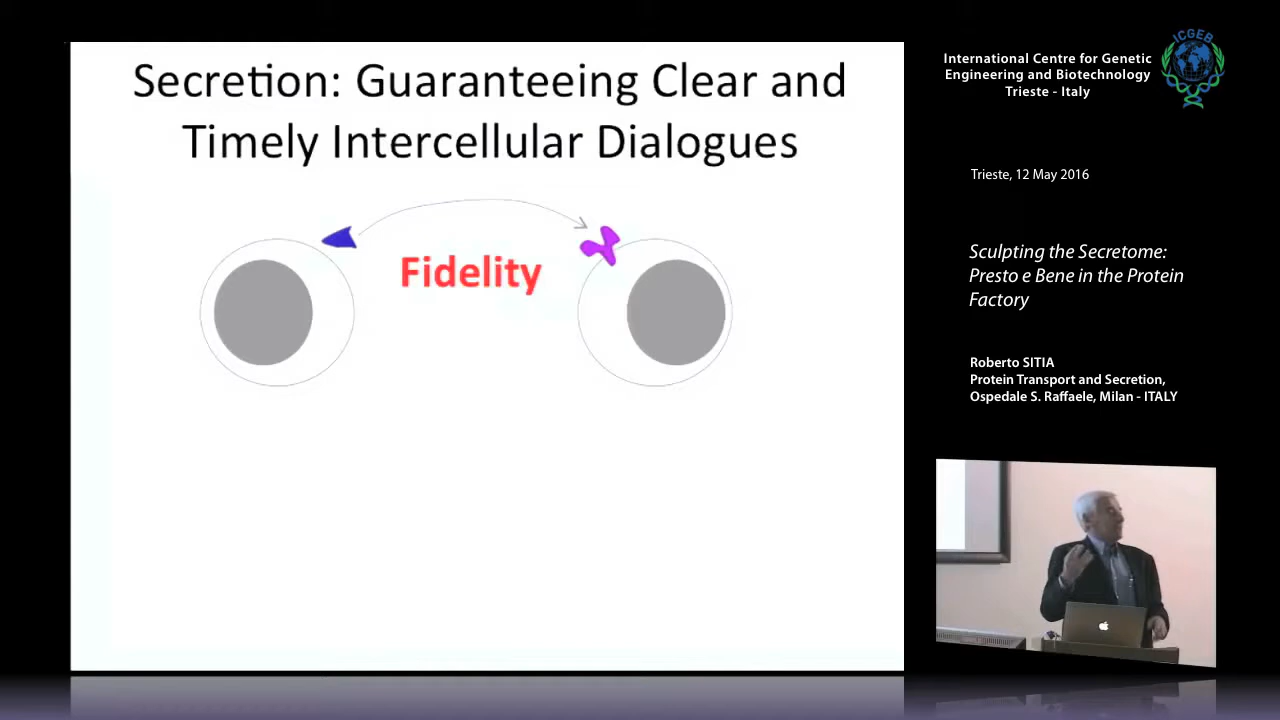 Secretion: Guaranteeing Clear and
Timely Intercellular Dialogues
Fidelity
International Centre for Genetic
Engineering and Biotechnology
Trieste - Italy
ICGEB
Trieste, 12 May 2016
Sculpting the Secretome:
Presto e Bene in the Protein
Factory
Roberto SITIA
Protein Transport and Secretion,
Ospedale S. Raffaele, Milan - ITALY